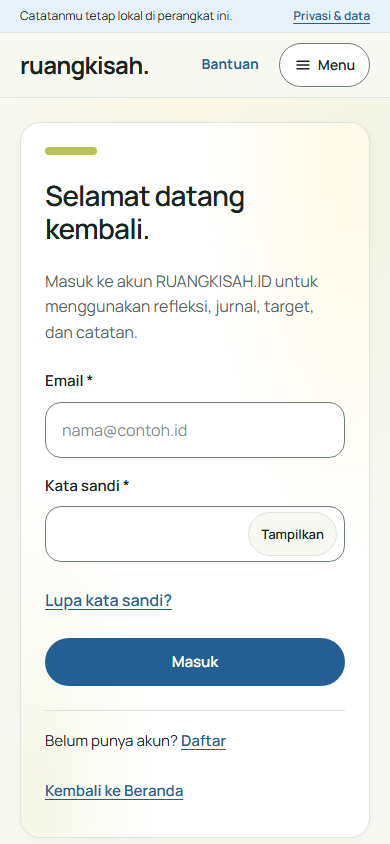 Catatanmu tetap lokal di perangkat ini. Privasi & data
ruangkisah. Bantuan Menu
Selamat datang
kembali.
Masuk ke akun RUANGKISAH.ID untuk
menggunakan refleksi, jurnal, target,
dan catatan.
Email *
nama@contoh.id
Kata sandi *
Tampilkan
Lupa kata sandi?
Masuk
Belum punya akun? Daftar
Kembali ke Beranda